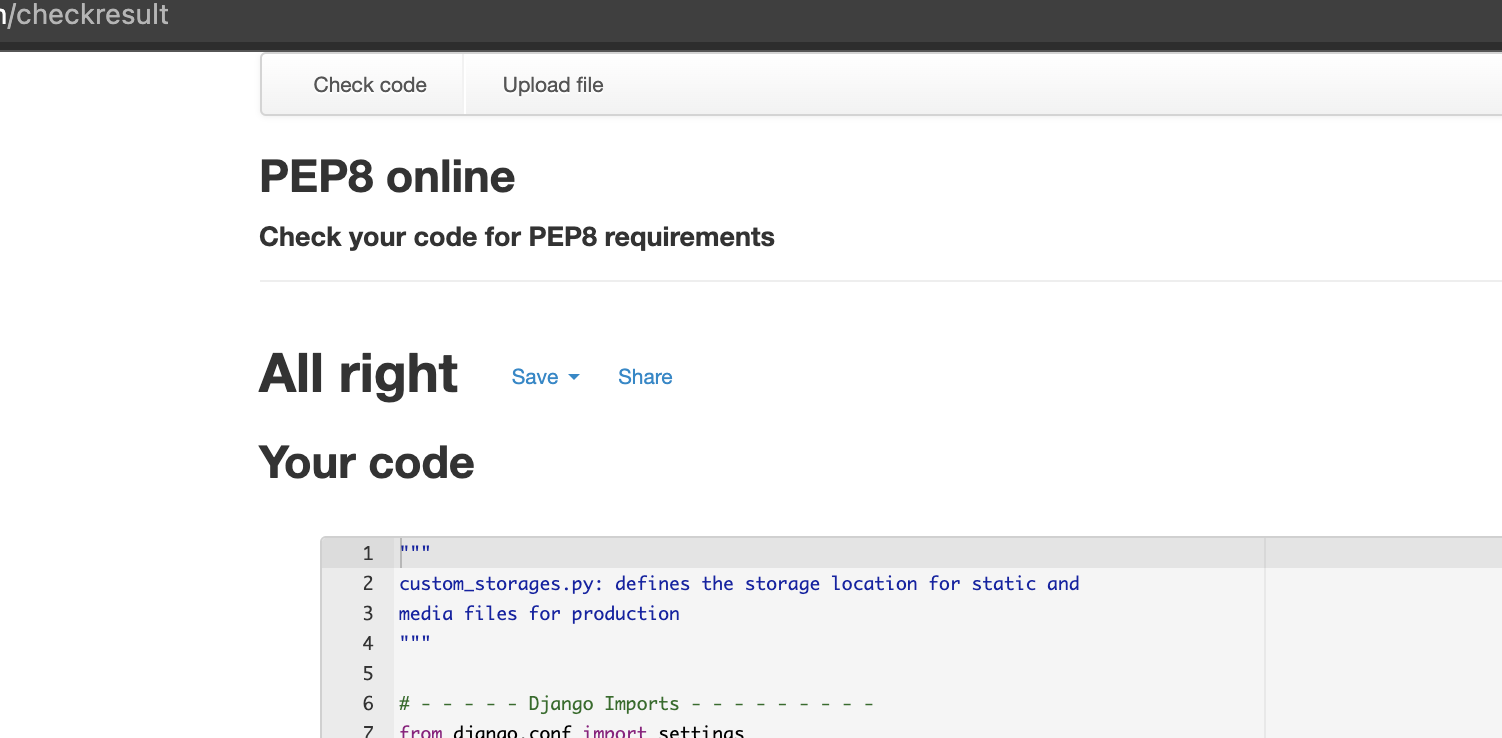 /checkresult
Check code Upload file
PEP8 online
Check your code for PEP8 requirements
All right Save Share
Your code
1 """
2 custom_storages.py: defines the storage location for static and
3 media files for production
4 """
5
6 # - - - - - Django Imports - - - - - - - - -
7 from django.conf import settings